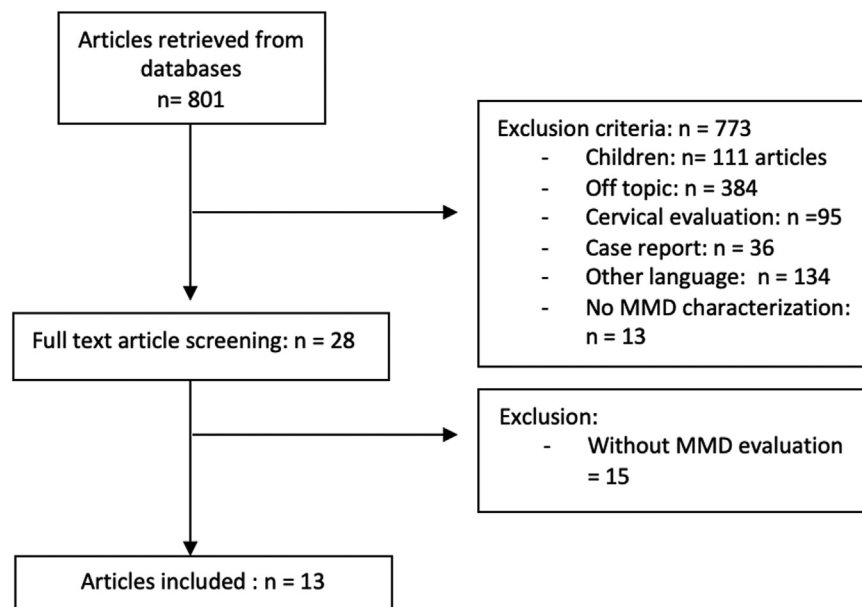 Articles retrieved from
databases
n= 801
Exclusion criteria: n = 773
- Children: n= 111 articles
- Off topic: n = 384
- Cervical evaluation: n =95
- Case report: n = 36
- Other language:  n = 134
- No MMD characterization:
n = 13
Full text article screening: n = 28
Exclusion:
- Without MMD evaluation
= 15
Articles included : n = 13